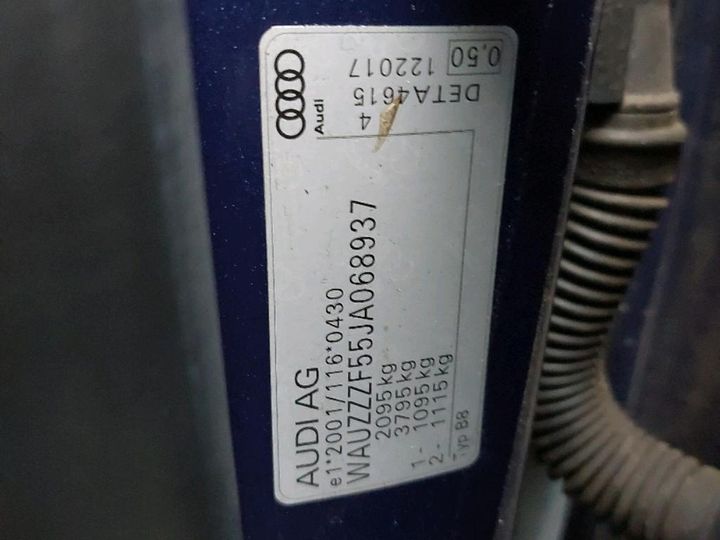 AUDI AG
e1*2001/116*0430
WAUZZZF55JA068937
2095 kg
3795 kg
1- 1095 kg
2- 1115 kg
Typ B8
Audi
4
DETA4615
122017
0,50